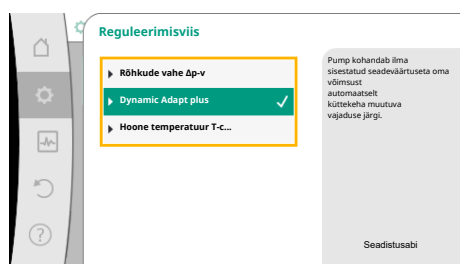 Reguleerimisviis
Rõhkude vahe Δp-v
Dynamic Adapt plus
Hoone temperatuur T-c...
Pump kohandab ilma
sisestatud seadeväärtuseta oma
võimsust
automaatselt
küttekeha muutuva
vajaduse järgi.
Seadistusabi